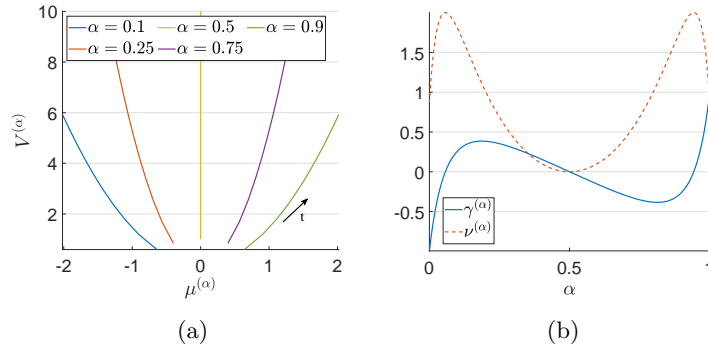 10
8
6
4
2
V^(α)
α = 0.1 α = 0.5 α = 0.9
α = 0.25 α = 0.75
t
-2 -1 0 1 2
μ^(α)
(a)
1.5
1
0.5
0
-0.5
γ^(α)
ν^(α)
0 0.5 1
α
(b)